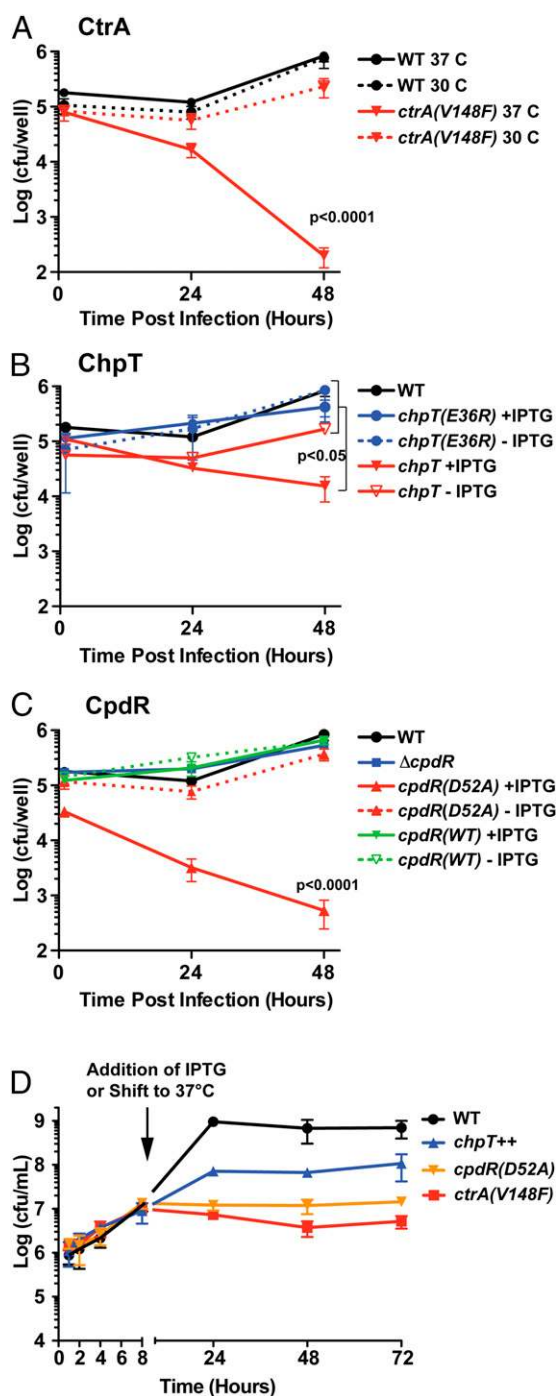 A
CtrA
Log (cfu/well)
6
5
4
3
2
p<0.0001
0
24
48
Time Post Infection (Hours)
WT 37 C
WT 30 C
ctrA(V148F) 37 C
ctrA(V148F) 30 C
B
ChpT
Log (cfu/well)
6
5
4
3
2
p<0.05
0
24
48
Time Post Infection (Hours)
WT
chpT(E36R) +IPTG
chpT(E36R) - IPTG
chpT +IPTG
chpT - IPTG
C
CpdR
Log (cfu/well)
6
5
4
3
2
p<0.0001
0
24
48
Time Post Infection (Hours)
WT
ΔcpdR
cpdR(D52A) +IPTG
cpdR(D52A) - IPTG
cpdR(WT) +IPTG
cpdR(WT) - IPTG
D
Addition of IPTG
or Shift to 37°C
Log (cfu/mL)
9
8
7
6
5
4
0 2 4 6 8 24 48 72
Time (Hours)
WT
chpT++
cpdR(D52A)
ctrA(V148F)